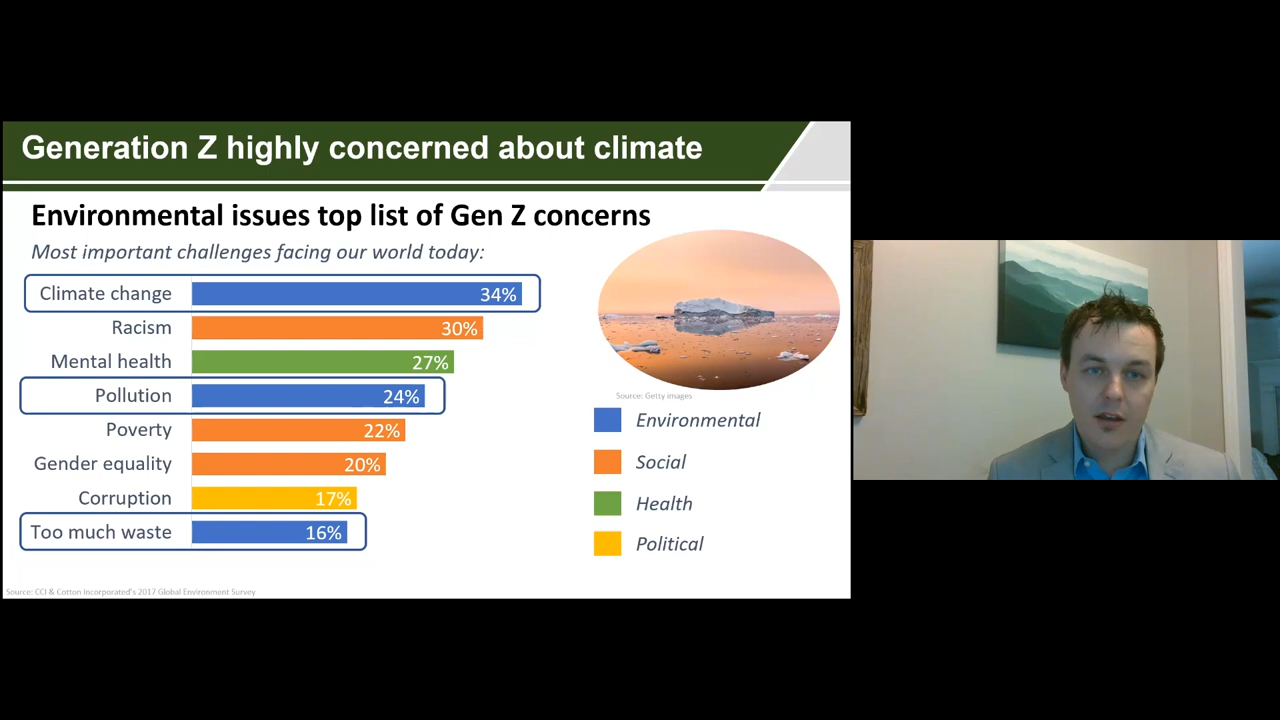 Generation Z highly concerned about climate
Environmental issues top list of Gen Z concerns
Most important challenges facing our world today:
Climate change 34%
Racism 30%
Mental health 27%
Pollution 24%
Poverty 22%
Gender equality 20%
Corruption 17%
Too much waste 16%
Source: Getty images
Environmental
Social
Health
Political
Source: CCI & Cotton Incorporated's 2017 Global Environment Survey